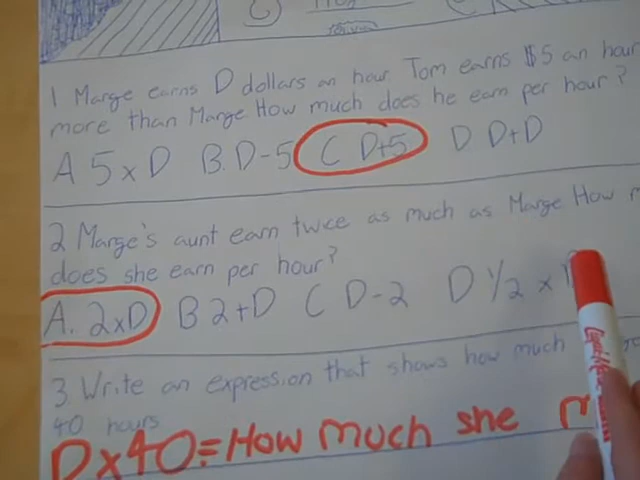 1 Marge earns D dollars an hour Tom earns $5 an hour
more than Marge How much does he earn per hour?
A 5 x D B. D-5 C D+5 D D+D
2 Marge's aunt earn twce as much as Marge How
does she earn per hour?
A. 2xD B 2+D C D-2 D 1/2 x
3 Write an expression that shows how much
40 hours
Dx40=How much she